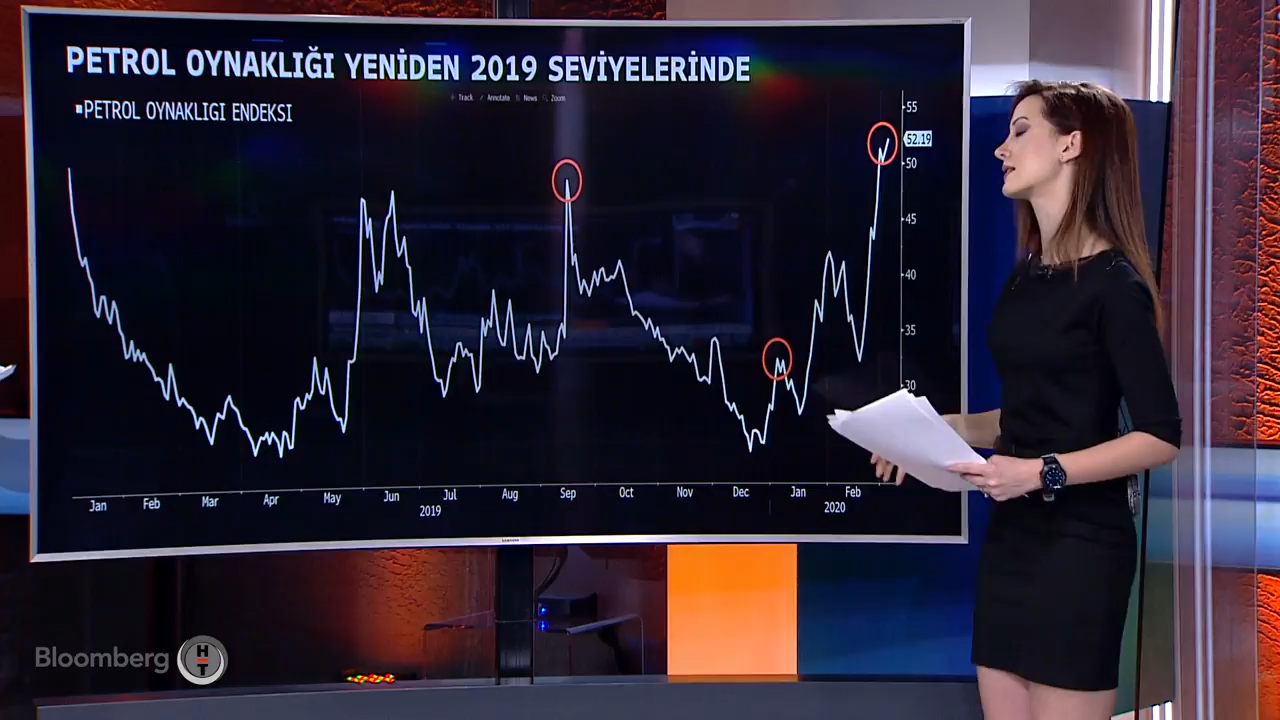 PETROL OYNAKLIĞI YENİDEN 2019 SEVİYELERİNDE
PETROL OYNAKLIGI ENDEKSI
Track Annotate News Zoom
55
52.19
50
45
40
35
30
Jan Feb Mar Apr May Jun Jul Aug Sep Oct Nov Dec Jan Feb
2019 2020
SAMSUNG
Bloomberg HT